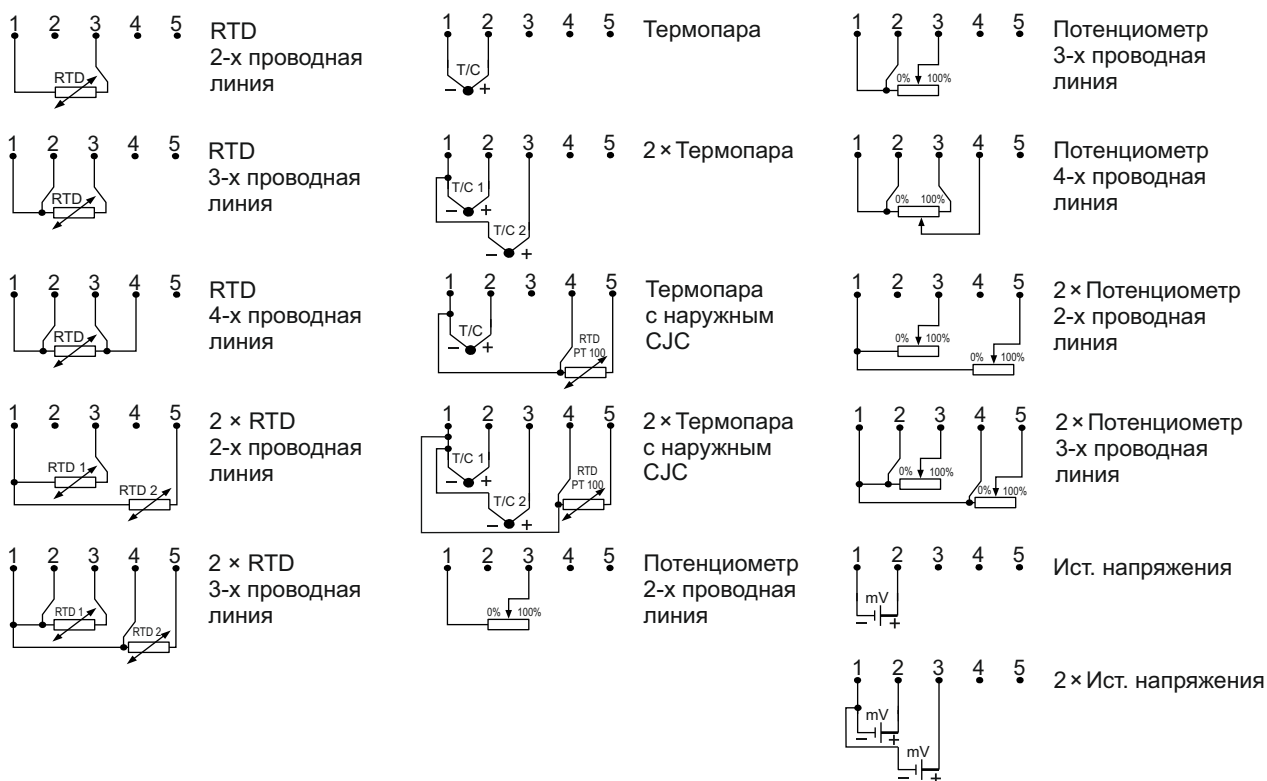 1 2 3 4 5
RTD
RTD
2-х проводная
линия
1 2 3 4 5
RTD
RTD
3-х проводная
линия
1 2 3 4 5
RTD
RTD
4-х проводная
линия
1 2 3 4 5
RTD 1
RTD 2
2 × RTD
2-х проводная
линия
1 2 3 4 5
RTD 1
RTD 2
2 × RTD
3-х проводная
линия
1 2 3 4 5
T/C
− +
Термопара
1 2 3 4 5
T/C 1
− +
T/C 2
− +
2 × Термопара
1 2 3 4 5
T/C
− +
RTD
PT 100
Термопара
с наружным
CJC
1 2 3 4 5
T/C 1
− +
T/C 2
− +
RTD
PT 100
2 × Термопара
с наружным
CJC
1 2 3 4 5
0% 100%
Потенциометр
2-х проводная
линия
1 2 3 4 5
0% 100%
Потенциометр
3-х проводная
линия
1 2 3 4 5
0% 100%
Потенциометр
4-х проводная
линия
1 2 3 4 5
0% 100%
0% 100%
2 × Потенциометр
2-х проводная
линия
1 2 3 4 5
0% 100%
0% 100%
2 × Потенциометр
3-х проводная
линия
1 2 3 4 5
mV
− +
Ист. напряжения
1 2 3 4 5
mV
− +
mV
− +
2 × Ист. напряжения